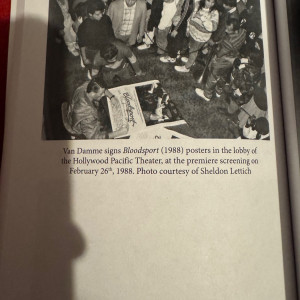 Van Damme signs Bloodsport (1988) posters in the lobby of
the Hollywood Pacific Theater, at the premiere screening on
February 26th, 1988. Photo courtesy of Sheldon Lettich